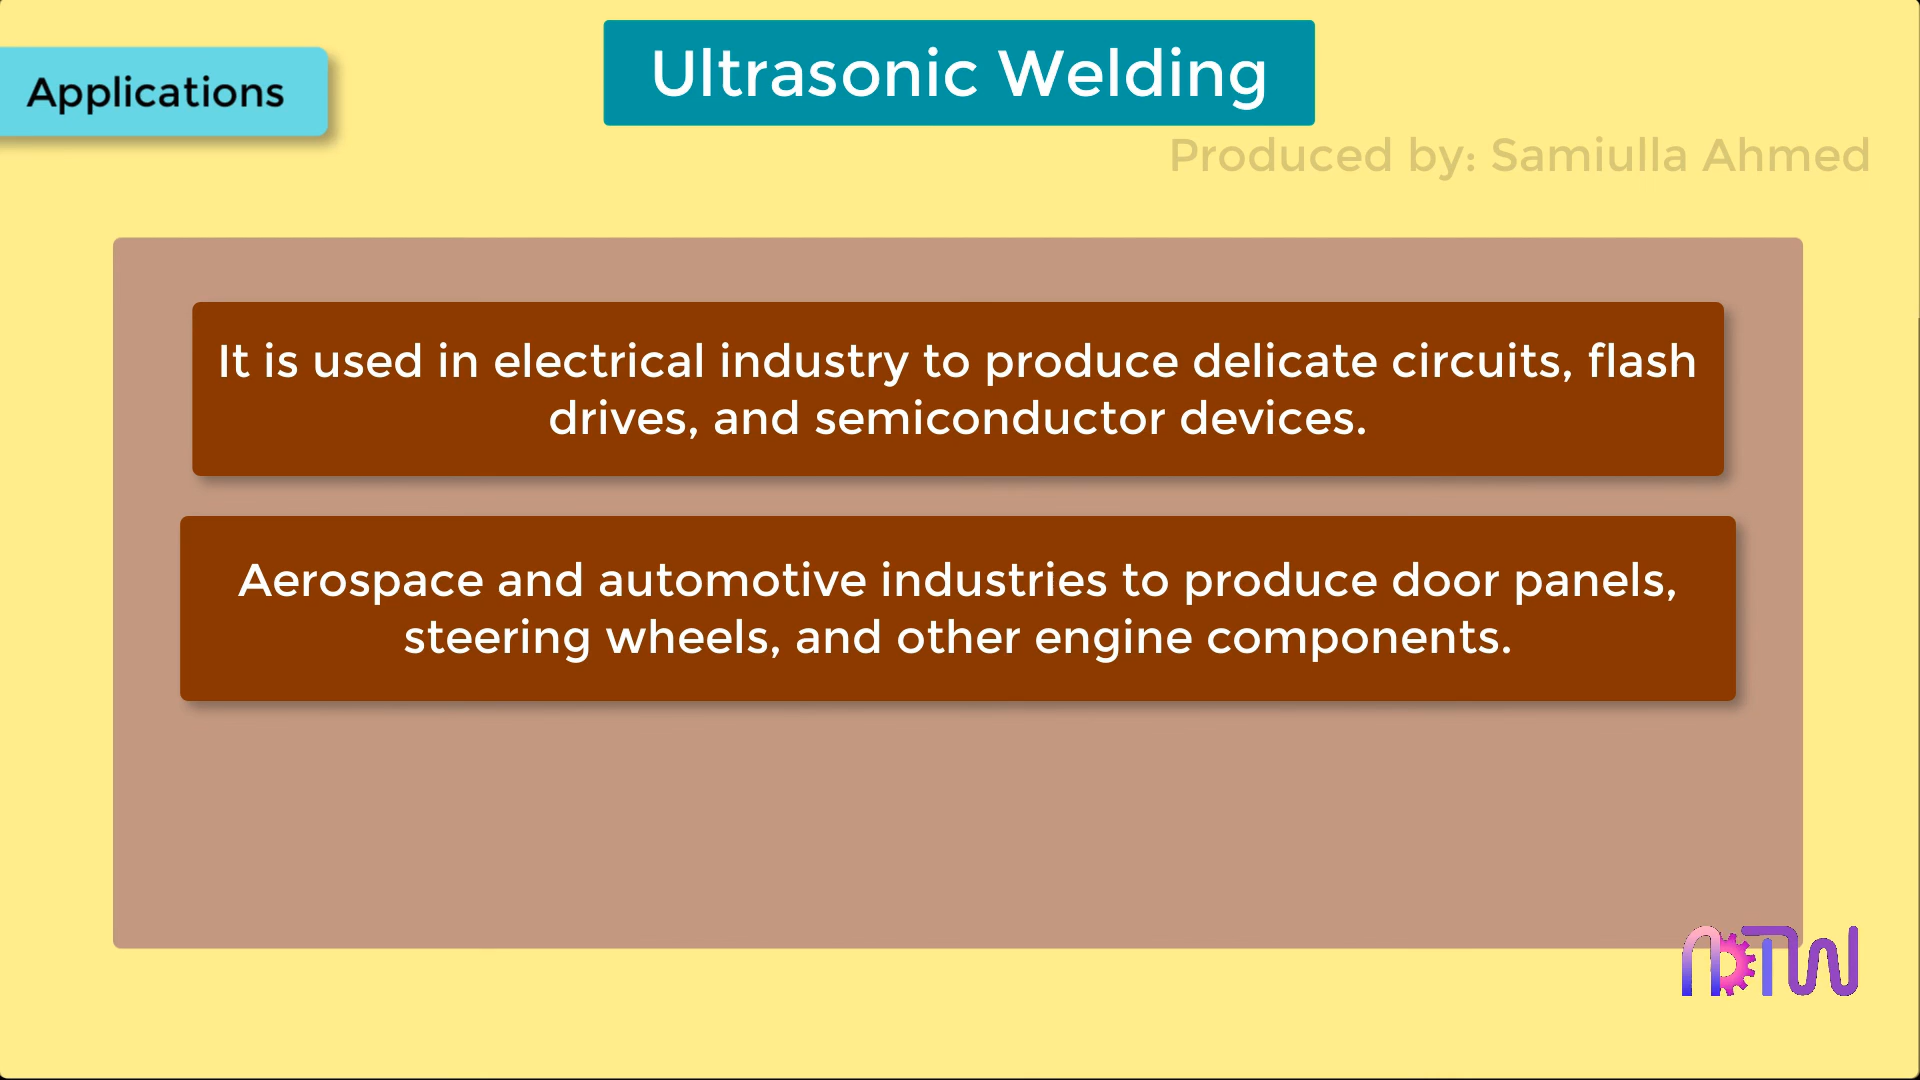 Ultrasonic Welding
Applications
Produced by: Samiulla Ahmed
It is used in electrical industry to produce delicate circuits, flash
drives, and semiconductor devices.
Aerospace and automotive industries to produce door panels,
steering wheels, and other engine components.